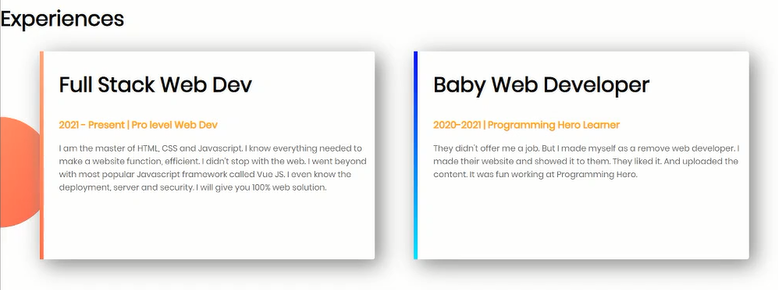 Experiences
Full Stack Web Dev
2021 - Present | Pro level Web Dev
I am the master of HTML, CSS and Javascript. I know everything needed to
make a website function, efficient. I didn't stop with the web. I went beyond
with most popular Javascript framework called Vue JS. I even know the
deployment, server and security. I will give you 100% web solution.
Baby Web Developer
2020-2021 | Programming Hero Learner
They didn't offer me a job. But I made myself as a remove web developer. I
made their website and showed it to them. They liked it. And uploaded the
content. It was fun working at Programming Hero.